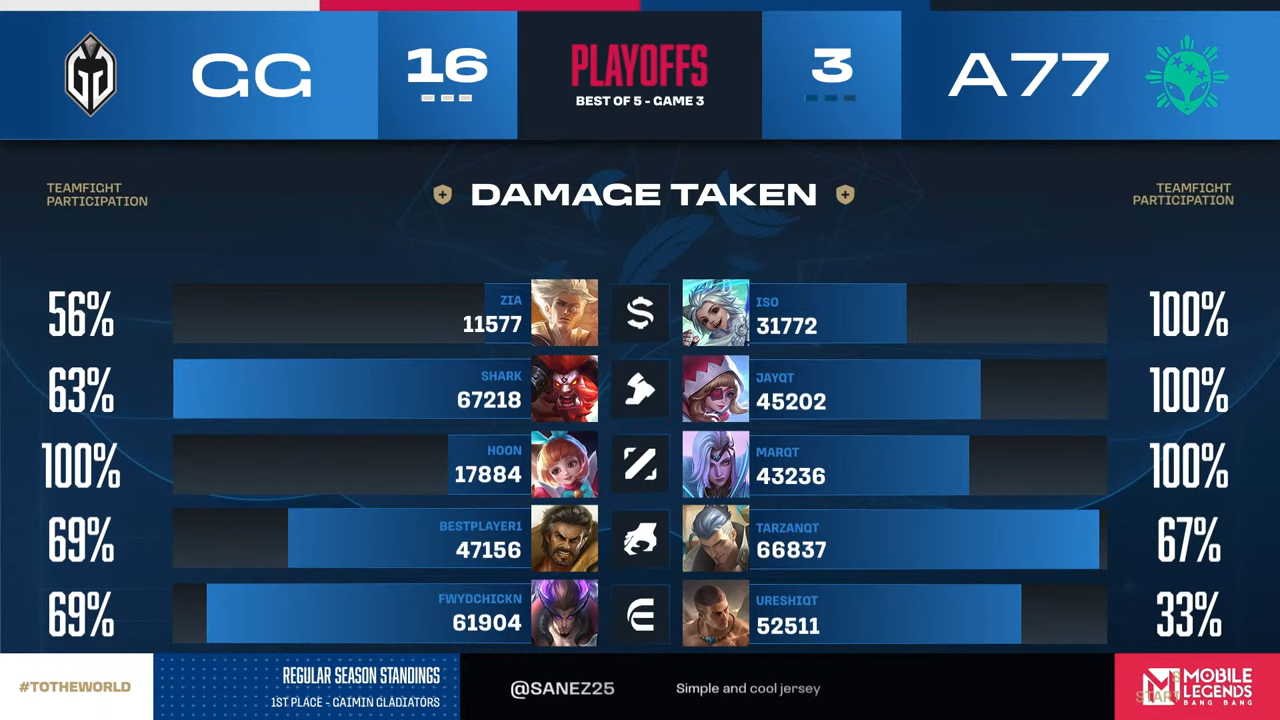 GG
16
PLAYOFFS
BEST OF 5 - GAME 3
3
A77
TEAMFIGHT
PARTICIPATION
DAMAGE TAKEN
TEAMFIGHT
PARTICIPATION
56%
ZIA
11577
ISO
31772
100%
63%
SHARK
67218
JAYQT
45202
100%
100%
HOON
17884
MARQT
43236
100%
69%
BESTPLAYER1
47156
TARZANQT
66837
67%
69%
FWYDCHICKN
61904
URESHIQT
52511
33%
#TOTHEWORLD
REGULAR SEASON STANDINGS
1ST PLACE - GAIMIN GLADIATORS
@SANEZ25
Simple and cool jersey
MOBILE
LEGENDS
BANG BANG